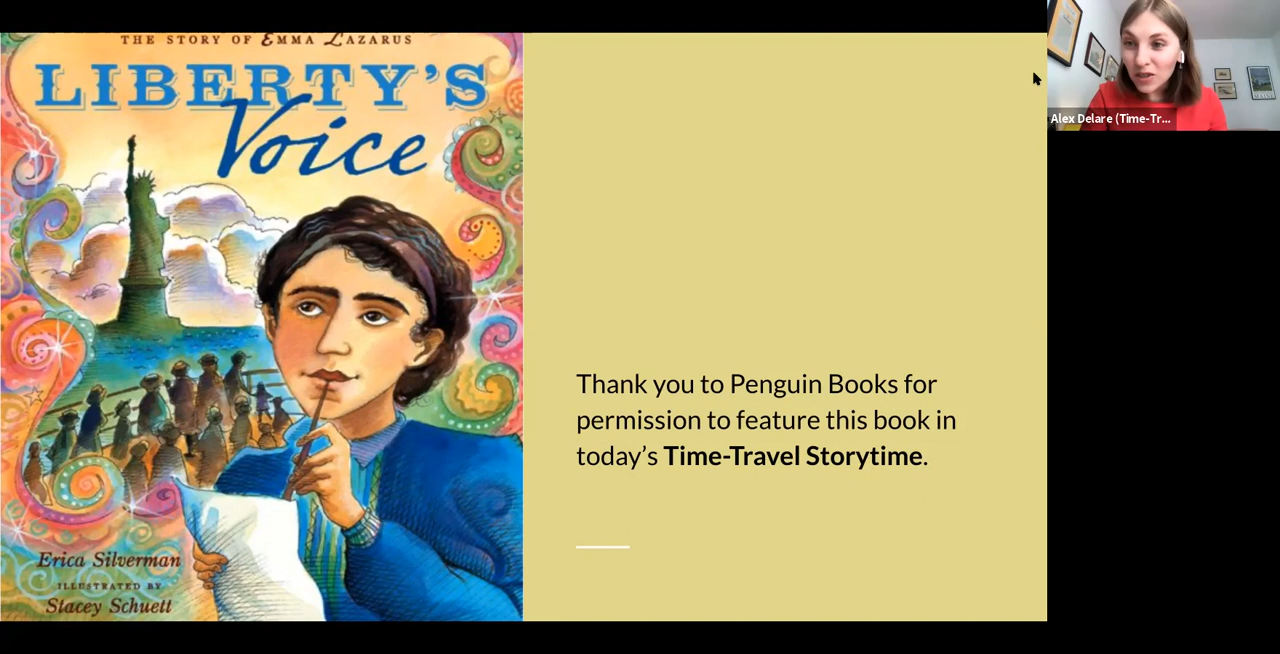 THE STORY OF EMMA LAZARUS
LIBERTY'S
Voice
Erica Silverman
ILLUSTRATED BY
Stacey Schuett
Thank you to Penguin Books for
permission to feature this book in
today’s Time-Travel Storytime.
Alex Delare (Time-Tr...